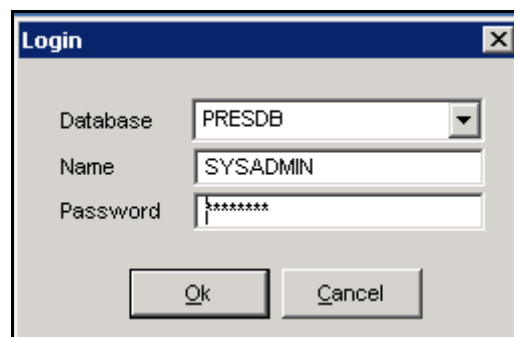 Login
Database PRESDB
Name SYSADMIN
Password ********
Ok Cancel